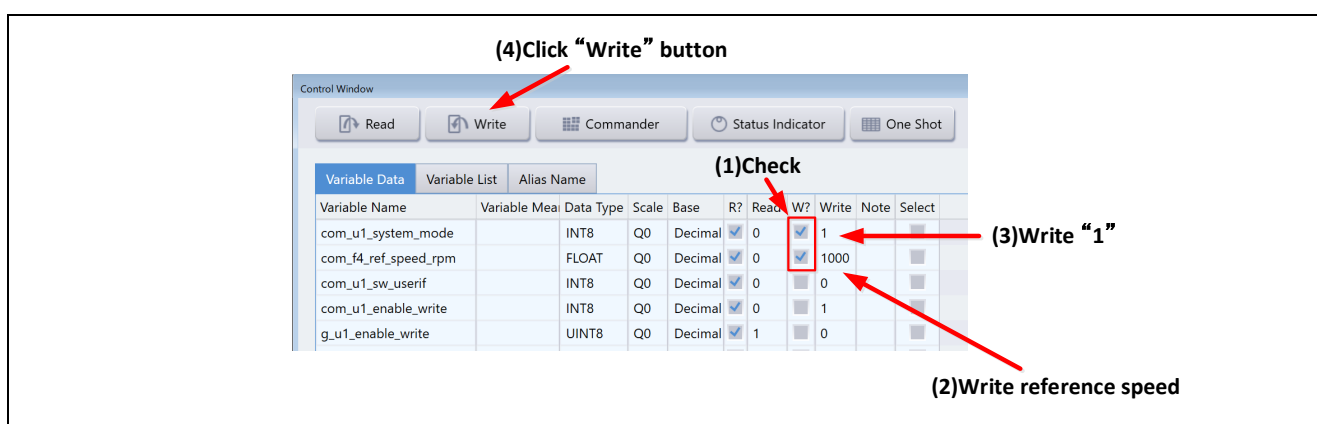 (4)Click “Write” button
Control Window
Read Write Commander Status Indicator One Shot
(1)Check
Variable Data Variable List Alias Name
Variable Name Variable Mea Data Type Scale Base R? Read W? Write Note Select
com_u1_system_mode INT8 Q0 Decimal 0 1
(3)Write “1”
com_f4_ref_speed_rpm FLOAT Q0 Decimal 0 1000
com_u1_sw_userif INT8 Q0 Decimal 0 0
com_u1_enable_write INT8 Q0 Decimal 0 1
g_u1_enable_write UINT8 Q0 Decimal 1 0
(2)Write reference speed